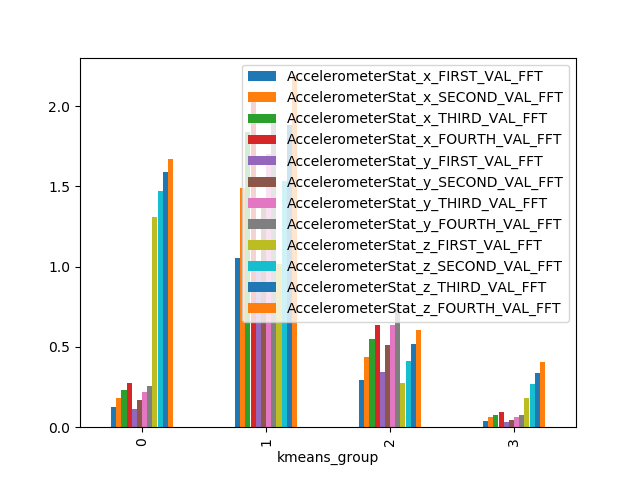 2.0
1.5
1.0
0.5
0.0
AccelerometerStat_x_FIRST_VAL_FFT
AccelerometerStat_x_SECOND_VAL_FFT
AccelerometerStat_x_THIRD_VAL_FFT
AccelerometerStat_x_FOURTH_VAL_FFT
AccelerometerStat_y_FIRST_VAL_FFT
AccelerometerStat_y_SECOND_VAL_FFT
AccelerometerStat_y_THIRD_VAL_FFT
AccelerometerStat_y_FOURTH_VAL_FFT
AccelerometerStat_z_FIRST_VAL_FFT
AccelerometerStat_z_SECOND_VAL_FFT
AccelerometerStat_z_THIRD_VAL_FFT
AccelerometerStat_z_FOURTH_VAL_FFT
0 1 2 3
kmeans_group